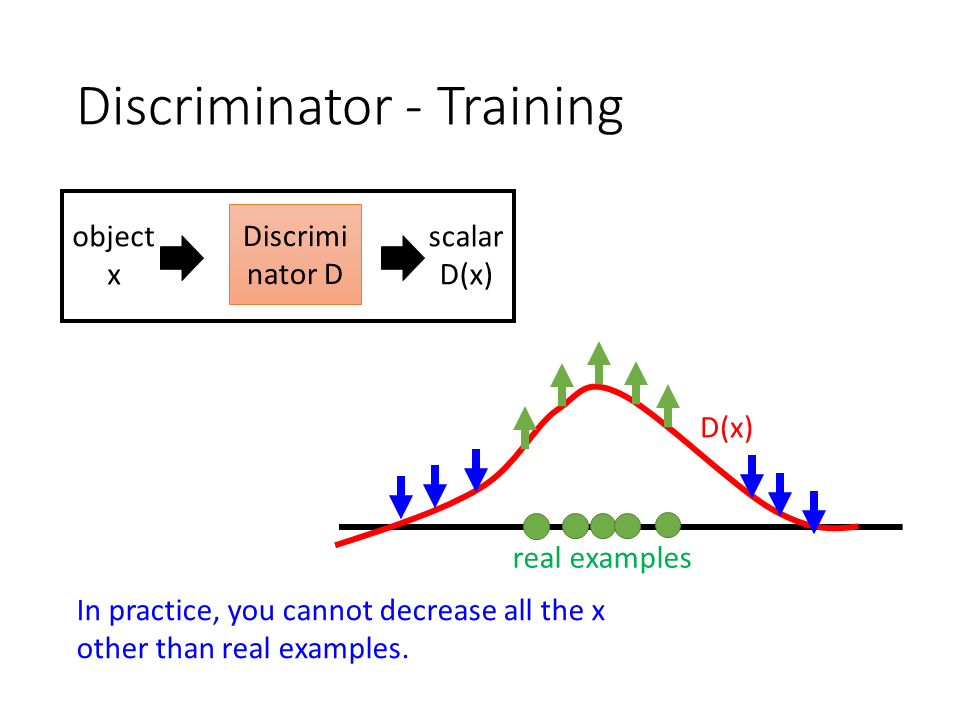 Discriminator - Training
object
x
Discrimi
nator D
scalar
D(x)
D(x)
real examples
In practice, you cannot decrease all the x
other than real examples.